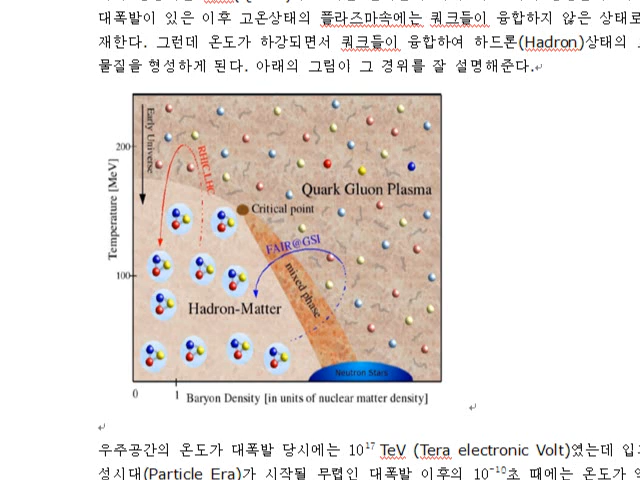 대폭발이 있은 이후 고온상태의 플라즈마속에는 쿼크들이 융합하지 않은 상태로
재한다. 그런데 온도가 하강되면서 쿼크들이 융합하여 하드론(Hadron)상태의
물질을 형성하게 된다. 아래의 그림이 그 경위를 잘 설명해준다.
Early Universe
200
RHIC, LHC
Quark Gluon Plasma
Critical point
Temperature [MeV]
FAIR@GSI
100
mixed phase
Hadron-Matter
Neutron Stars
0
1
Baryon Density [in units of nuclear matter density]
우주공간의 온도가 대폭발 당시에는 10¹⁷ TeV (Tera electronic Volt)였는데 입
성시대(Particle Era)가 시작될 무렵인 대폭발 이후의 10⁻¹⁰초 때에는 온도가